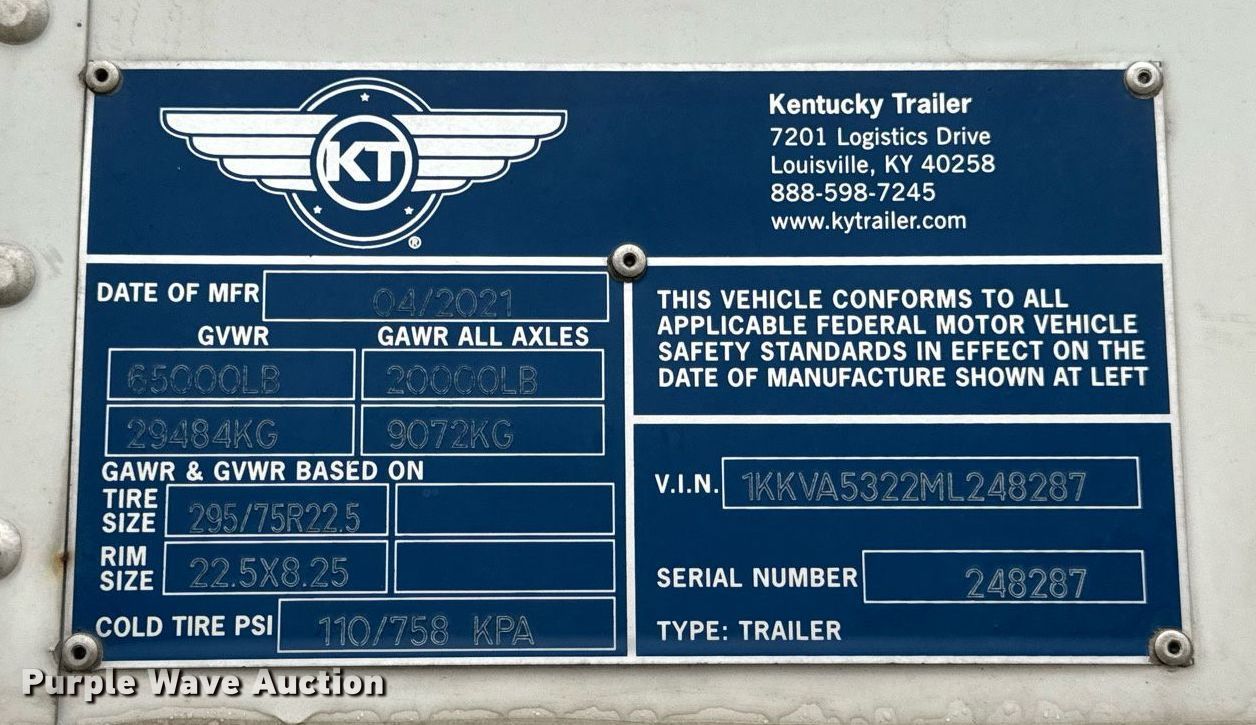 KT
®
Kentucky Trailer
7201 Logistics Drive
Louisville, KY 40258
888-598-7245
www.kytrailer.com
DATE OF MFR 04/2021
GVWR GAWR ALL AXLES
65000LB 20000LB
29484KG 9072KG
GAWR & GVWR BASED ON
TIRE
SIZE 295/75R22.5
RIM
SIZE 22.5X8.25
COLD TIRE PSI 110/758 KPA
THIS VEHICLE CONFORMS TO ALL
APPLICABLE FEDERAL MOTOR VEHICLE
SAFETY STANDARDS IN EFFECT ON THE
DATE OF MANUFACTURE SHOWN AT LEFT
V.I.N. 1KKVA5322ML248287
SERIAL NUMBER 248287
TYPE: TRAILER
Purple Wave Auction